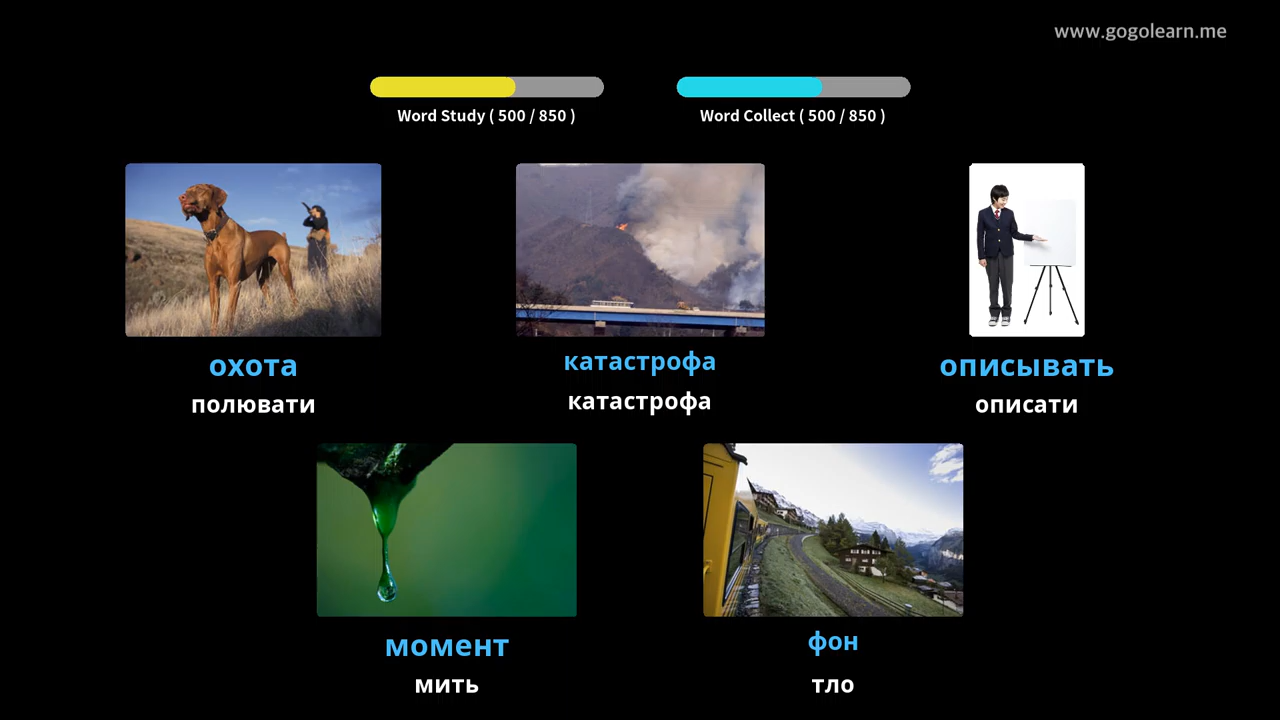 www.gogolearn.me
Word Study ( 500 / 850 )
Word Collect ( 500 / 850 )
охота
полювати
катастрофа
катастрофа
описывать
описати
момент
мить
фон
тло